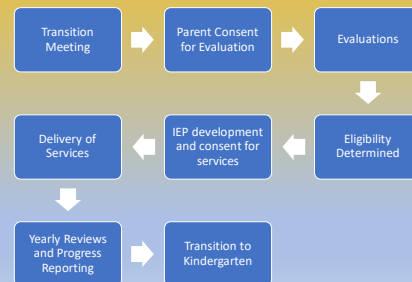 Transition
Meeting
Parent Consent
for Evaluation
Evaluations
Eligibility
Determined
IEP development
and consent for
services
Delivery of
Services
Yearly Reviews
and Progress
Reporting
Transition to
Kindergarten